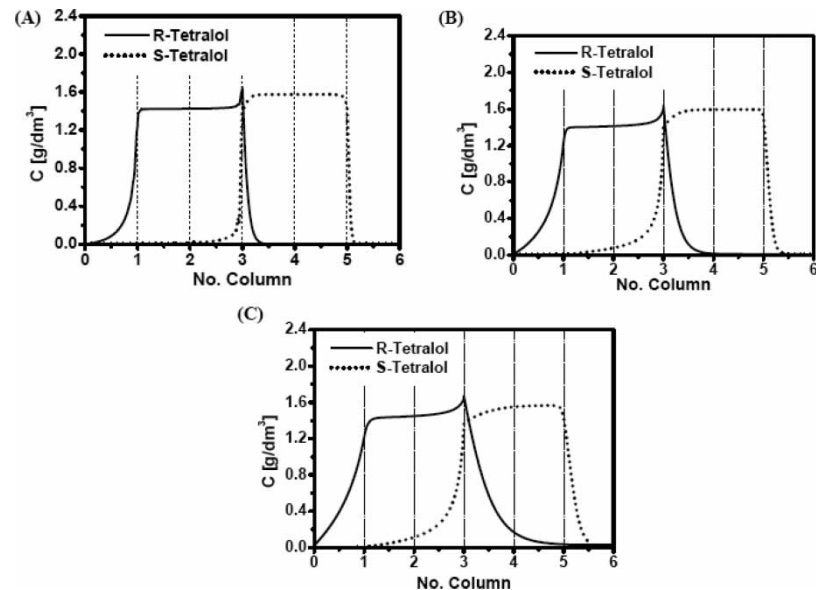 (A)
2.4
2.0
1.6
1.2
0.8
0.4
0.0
C [g/dm³]
R-Tetralol
S-Tetralol
0 1 2 3 4 5 6
No. Column
(B)
2.4
2.0
1.6
1.2
0.8
0.4
0.0
C [g/dm³]
R-Tetralol
S-Tetralol
0 1 2 3 4 5 6
No. Column
(C)
2.4
2.0
1.6
1.2
0.8
0.4
0.0
C [g/dm³]
R-Tetralol
S-Tetralol
0 1 2 3 4 5 6
No. Column